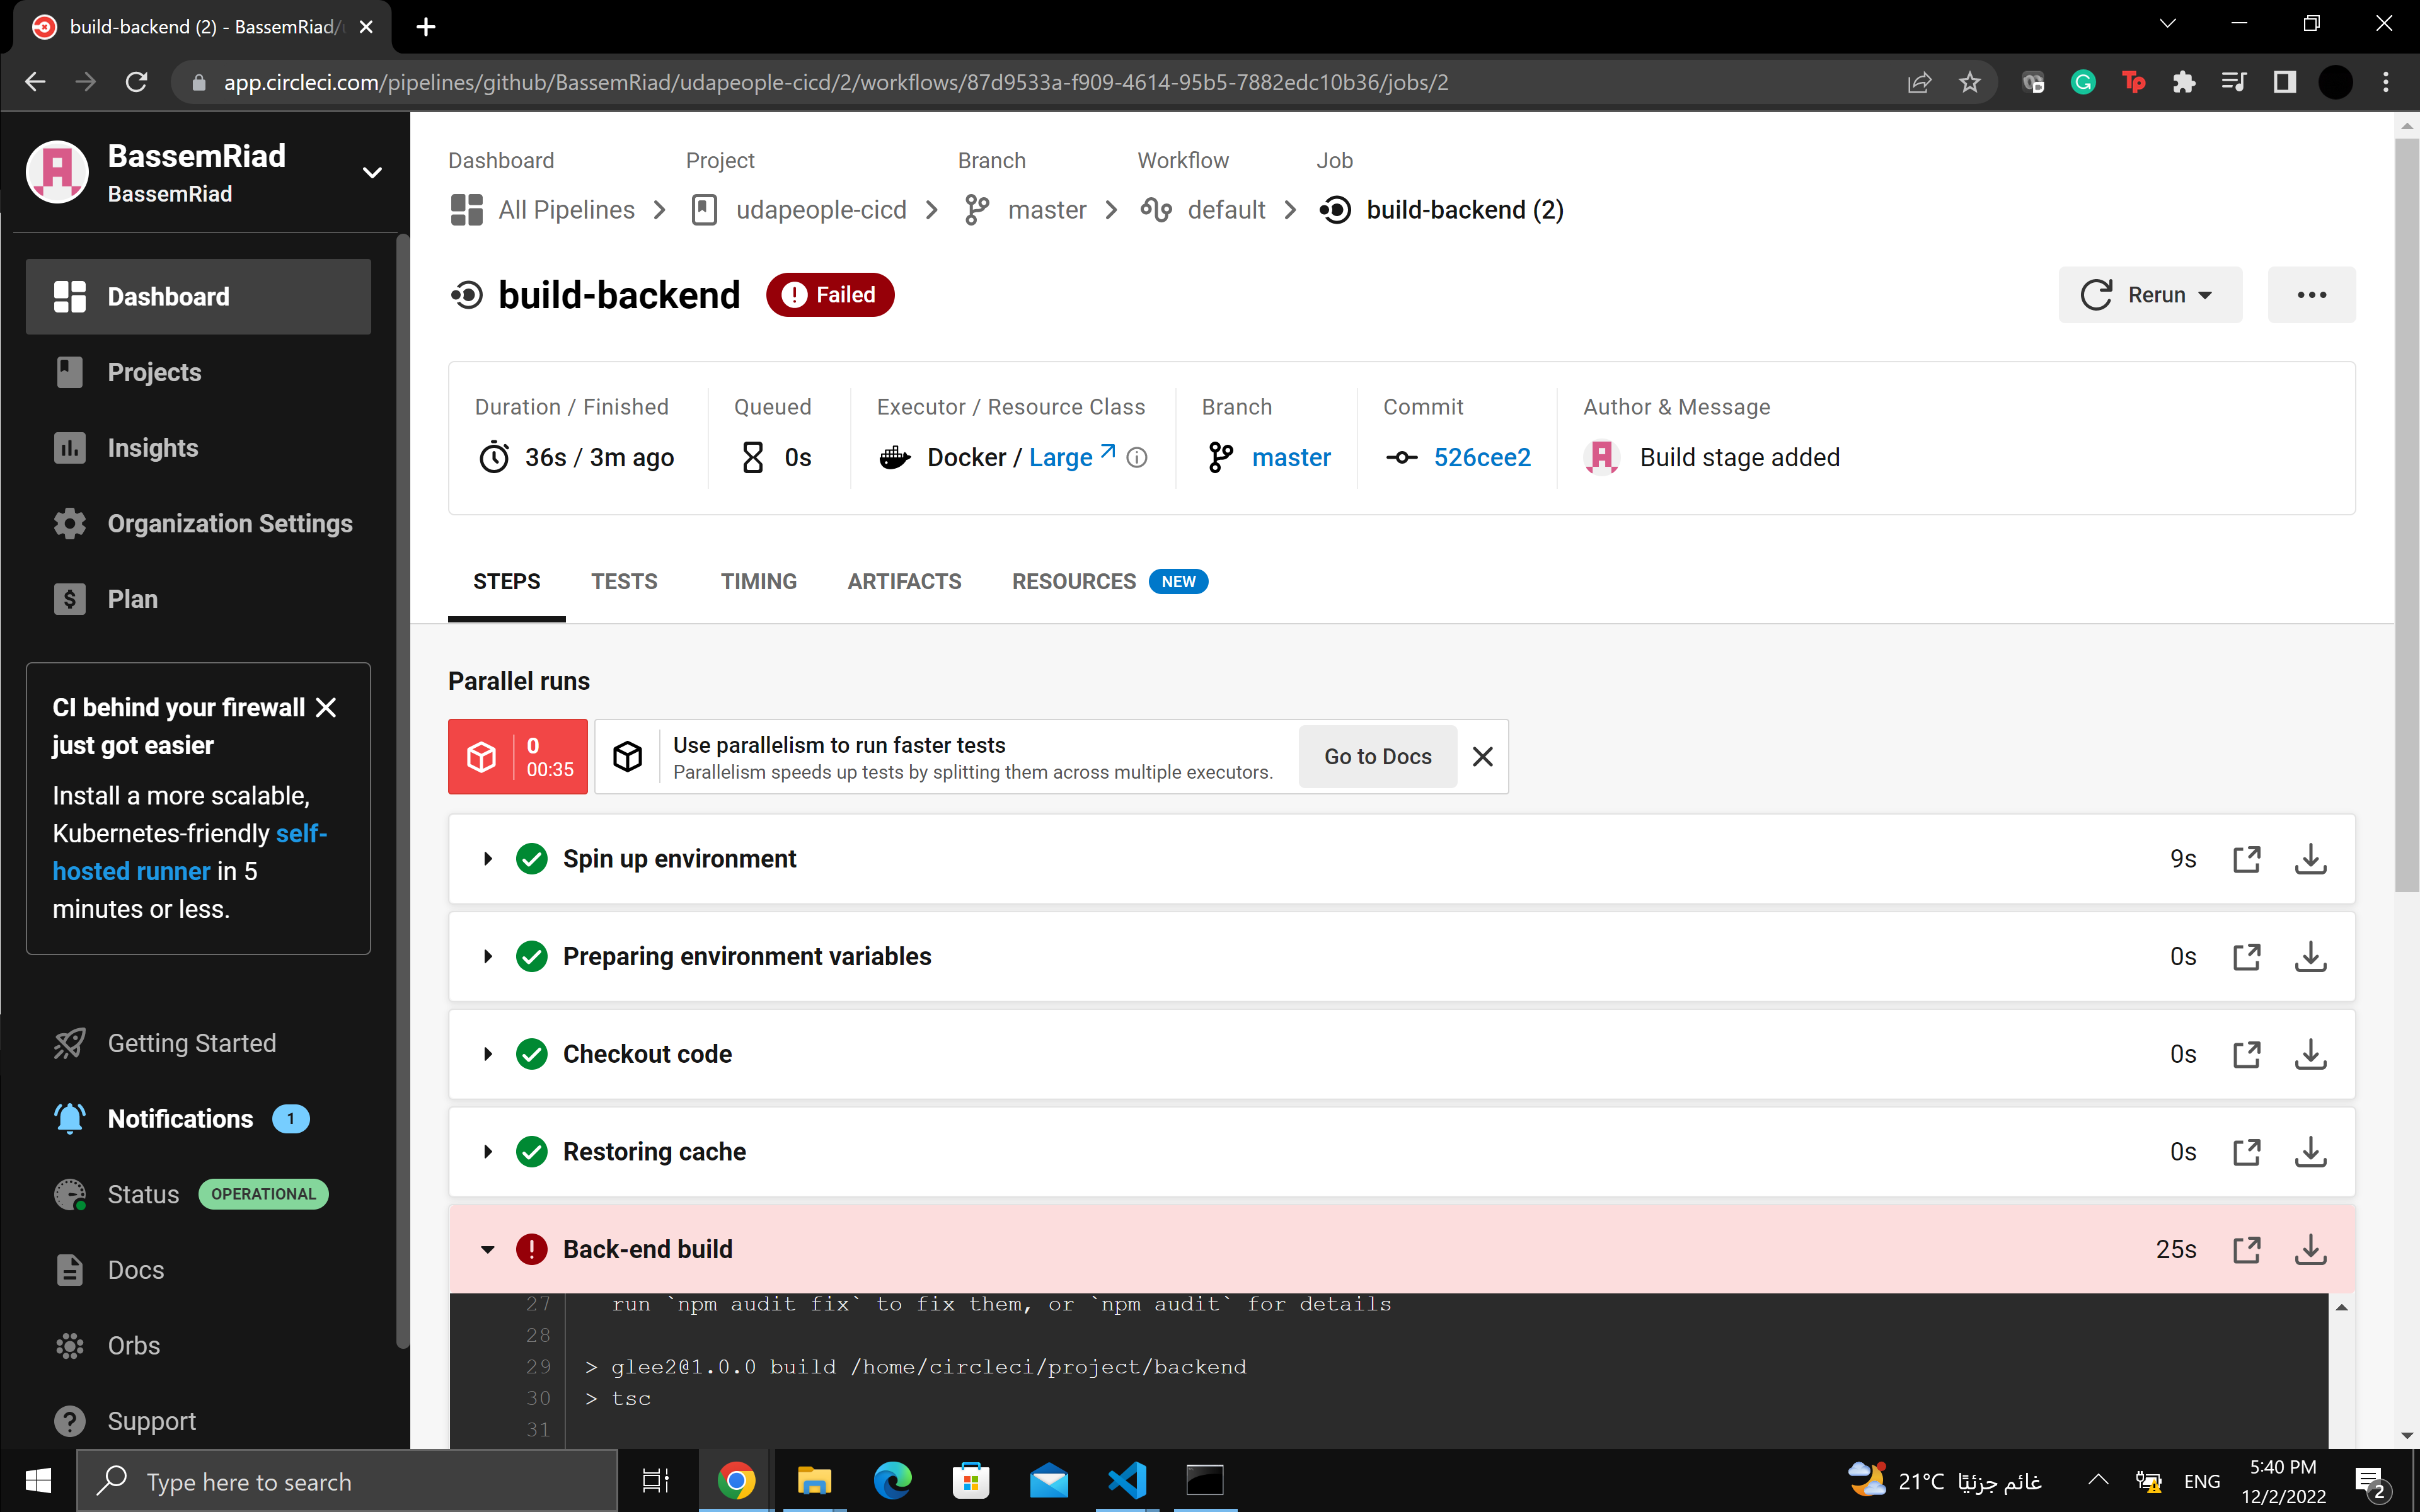 build-backend (2) - BassemRiad/
app.circleci.com/pipelines/github/BassemRiad/udapeople-cicd/2/workflows/87d9533a-f909-4614-95b5-7882edc10b36/jobs/2
BassemRiad
BassemRiad
Dashboard
Projects
Insights
Organization Settings
Plan
CI behind your firewall
just got easier
Install a more scalable,
Kubernetes-friendly self-
hosted runner in 5
minutes or less.
Getting Started
Notifications 1
Status OPERATIONAL
Docs
Orbs
Support
Dashboard Project Branch Workflow Job
All Pipelines udapeople-cicd master default build-backend (2)
build-backend Failed
Rerun
Duration / Finished Queued Executor / Resource Class Branch Commit Author & Message
36s / 3m ago 0s Docker / Large master 526cee2 Build stage added
STEPS TESTS TIMING ARTIFACTS RESOURCES NEW
Parallel runs
0
00:35
Use parallelism to run faster tests
Parallelism speeds up tests by splitting them across multiple executors.
Go to Docs
Spin up environment 9s
Preparing environment variables 0s
Checkout code 0s
Restoring cache 0s
Back-end build 25s
27 run `npm audit fix` to fix them, or `npm audit` for details
28
29 > glee2@1.0.0 build /home/circleci/project/backend
30 > tsc
31
Type here to search
21°C غائم جزئيًا
ENG
5:40 PM
12/2/2022
2